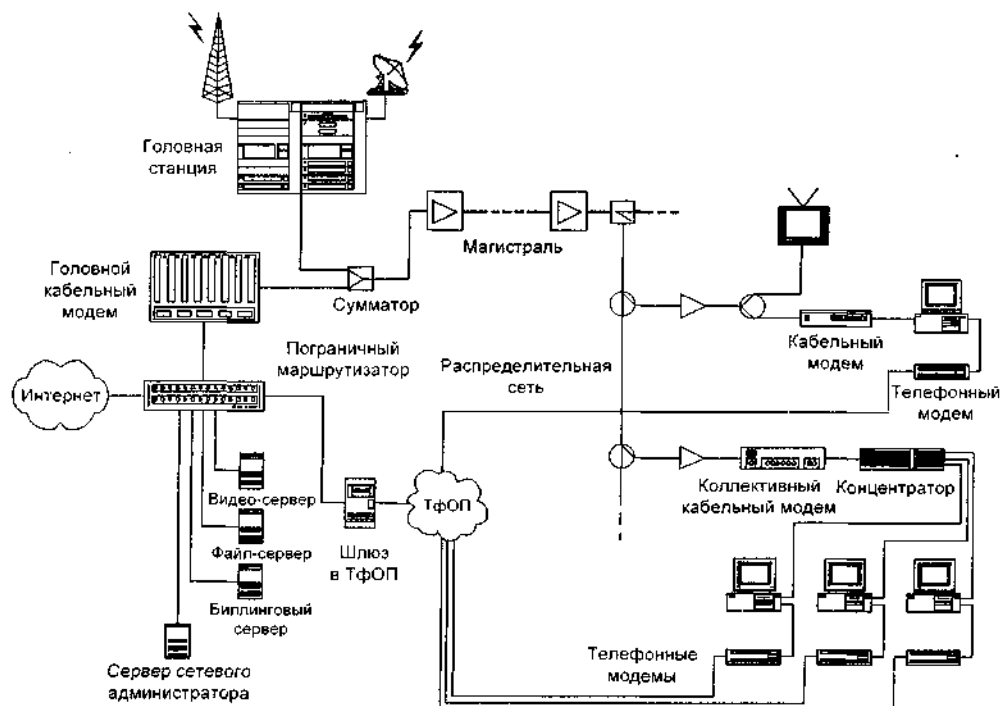 Головная
станция
Магистраль
Головной
кабельный
модем
Сумматор
Кабельный
модем
Пограничный
маршрутизатор
Распределительная
сеть
Интернет
Телефонный
модем
Видео-сервер
ТфОП
Коллективный
кабельный модем
Концентратор
Файл-сервер
Шлюз
в ТфОП
Биллинговый
сервер
Телефонные
модемы
Сервер сетевого
администратора